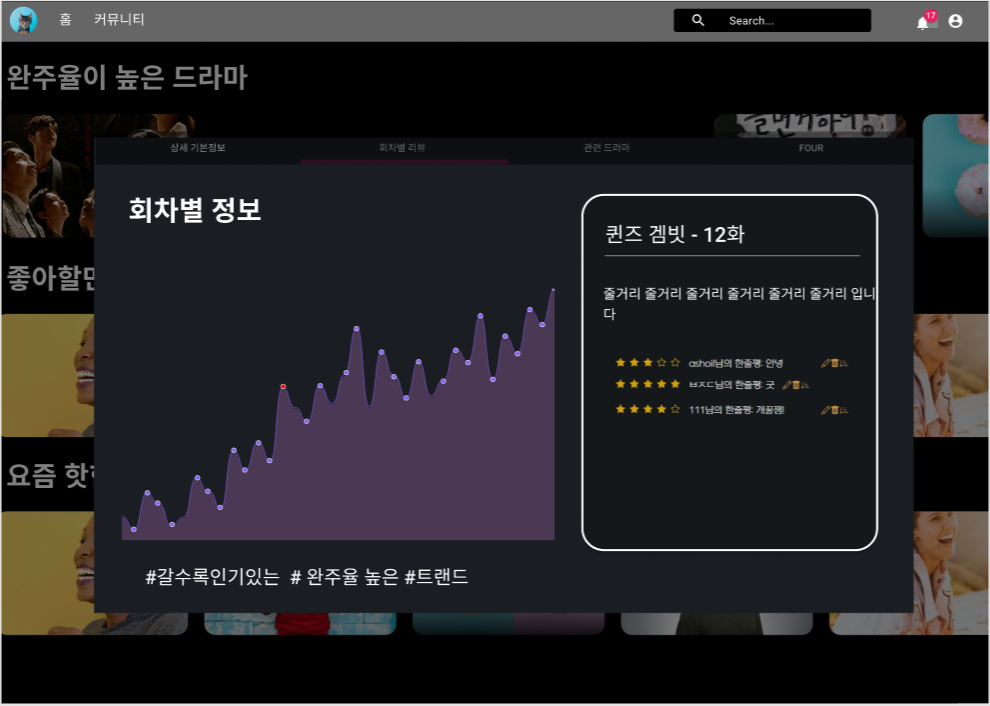 홈 커뮤니티
Search...
17
완주율이 높은 드라마
상세 기본정보 회차별 리뷰 관련 드라마 FOUR
회차별 정보
퀸즈 겜빗 - 12화
좋아할만
줄거리 줄거리 줄거리 줄거리 줄거리 줄거리 입니
다
ashoil님의 한줄평: 안녕
ㅂㅈㄷ님의 한줄평: 굿
111님의 한줄평: 개꿀잼!
요즘 핫한
#갈수록인기있는 # 완주율 높은 #트랜드